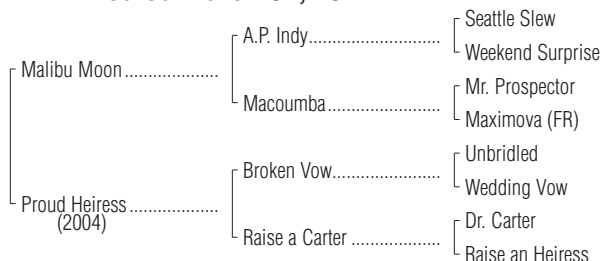 A.P. Indy
Seattle Slew
Weekend Surprise
Malibu Moon
Macoumba
Mr. Prospector
Maximova (FR)
Broken Vow
Unbridled
Wedding Vow
Proud Heiress
(2004)
Raise a Carter
Dr. Carter
Raise an Heiress